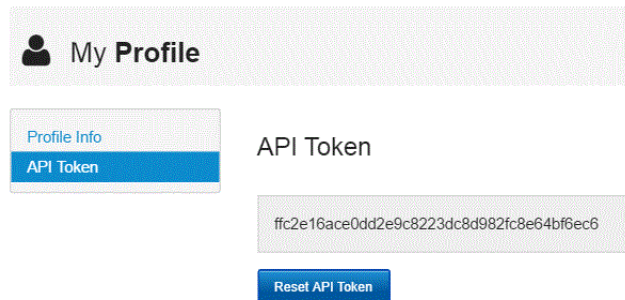 My Profile
Profile Info
API Token
API Token
ffc2e16ace0dd2e9c8223dc8d982fc8e64bf6ec6
Reset API Token